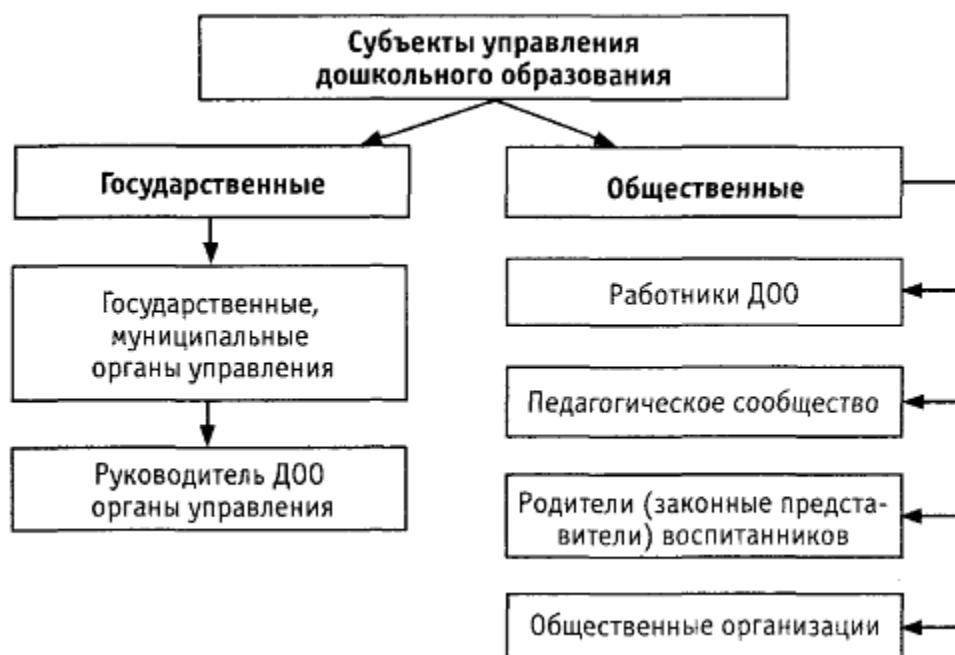 Субъекты управления
дошкольного образования
Государственные
Общественные
Государственные,
муниципальные
органы управления
Руководитель ДОО
органы управления
Работники ДОО
Педагогическое сообщество
Родители (законные предста-
вители) воспитанников
Общественные организации